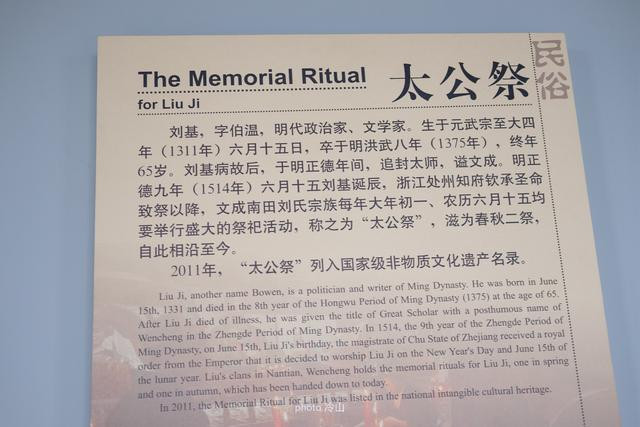 民俗
The Memorial Ritual
for Liu Ji
太公祭
刘基，字伯温，明代政治家、文学家。生于元武宗至大四
年（1311年）六月十五日，卒于明洪武八年（1375年），终年
65岁。刘基病故后，于明正德年间，追封太师，谥文成。明正
德九年（1514年）六月十五刘基诞辰，浙江处州知府钦承圣命
致祭以降，文成南田刘氏宗族每年大年初一、农历六月十五均
要举行盛大的祭祀活动，称之为“太公祭”，滋为春秋二祭，
自此相沿至今。
2011年，“太公祭”列入国家级非物质文化遗产名录。
Liu Ji, another name Bowen, is a politician and writer of Ming Dynasty. He was born in June
15th, 1331 and died in the 8th year of the Hongwu Period of Ming Dynasty (1375) at the age of 65.
After Liu Ji died of illness, he was given the title of Great Scholar with a posthumous name of
Wencheng in the Zhengde Period of Ming Dynasty. In 1514, the 9th year of the Zhengde Period of
Ming Dynasty, on June 15th, Liu Ji's birthday, the magistrate of Chu State of Zhejiang received a royal
order from the Emperor that it is decided to worship Liu Ji on the New Year's Day and June 15th of
the lunar year. Liu's clans in Nantian, Wencheng holds the memorial rituals for Liu Ji, one in spring
and one in autumn, which has been handed down to today.
In 2011, the Memorial Ritual for Liu Ji was listed in the national intangible cultural heritage.
photo 冷山